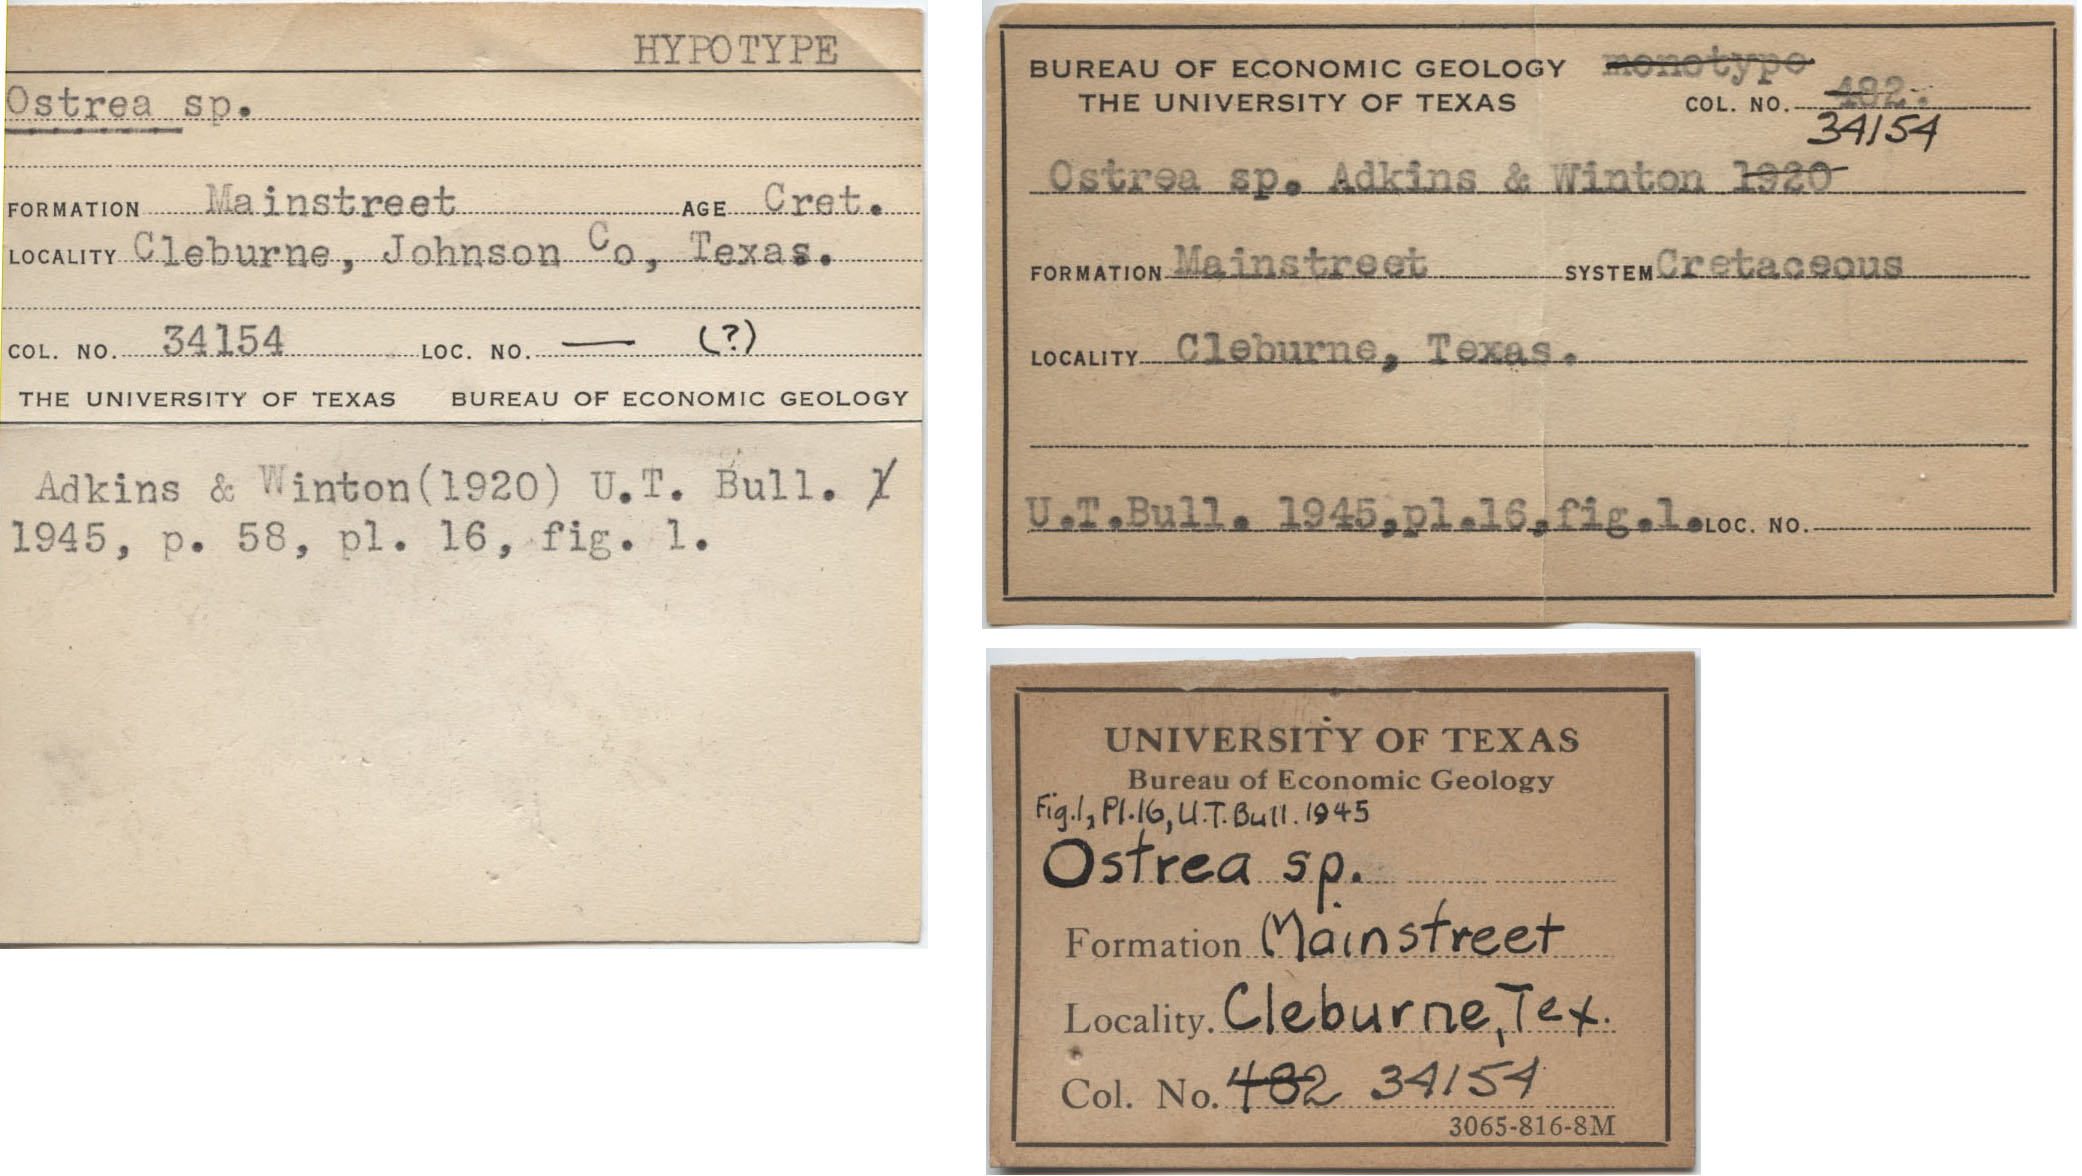 HYPOTYPE
Ostrea sp.
FORMATION Mainstreet AGE Cret.
LOCALITY Cleburne, Johnson Co, Texas.
COL. NO. 34154 LOC. NO. — (?)
THE UNIVERSITY OF TEXAS BUREAU OF ECONOMIC GEOLOGY
Adkins & Winton(1920) U.T. Bull. 1
1945, p. 58, pl. 16, fig. 1.
BUREAU OF ECONOMIC GEOLOGY monotype
THE UNIVERSITY OF TEXAS COL. NO. 482.
34154
Ostrea sp. Adkins & Winton 1920
FORMATION Mainstreet SYSTEM Cretaceous
LOCALITY Cleburne, Texas.
U.T.Bull. 1945,pl.16,fig.1. LOC. NO.
UNIVERSITY OF TEXAS
Bureau of Economic Geology
Fig.1, Pl.16, U.T. Bull. 1945
Ostrea sp.
Formation Mainstreet
Locality. Cleburne, Tex.
Col. No. 482 34154
3065-816-8M